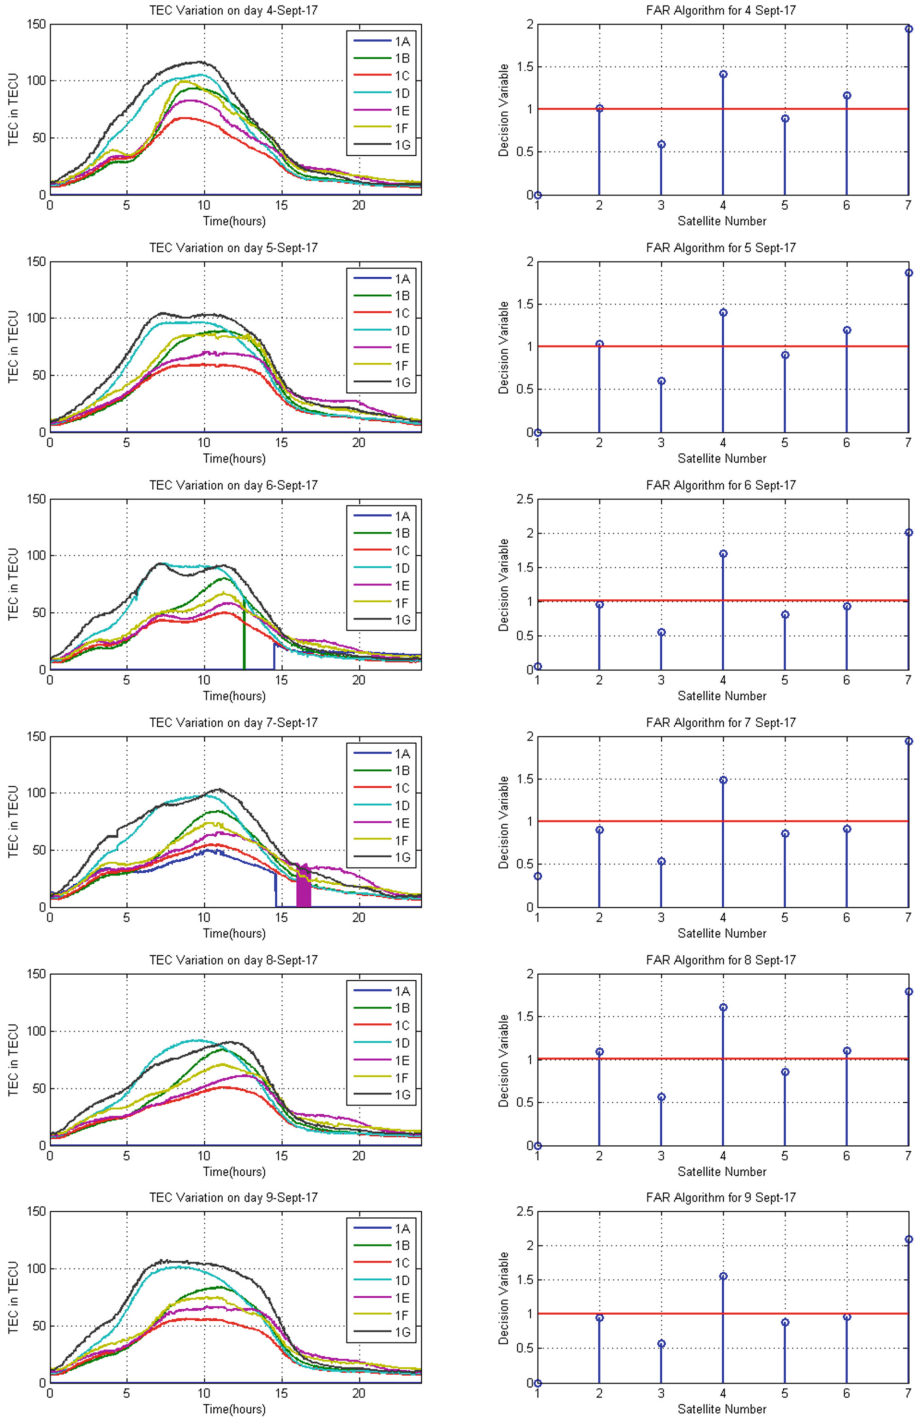 TEC Variation on day 4-Sept-17
150
100
50
0
TEC in TECU
1A
1B
1C
1D
1E
1F
1G
0 5 10 15 20
Time(hours)
FAR Algorithm for 4 Sept-17
2
1.5
1
0.5
0
Decision Variable
1 2 3 4 5 6 7
Satellite Number
TEC Variation on day 5-Sept-17
150
100
50
0
TEC in TECU
1A
1B
1C
1D
1E
1F
1G
0 5 10 15 20
Time(hours)
FAR Algorithm for 5 Sept-17
2
1.5
1
0.5
0
Decision Variable
1 2 3 4 5 6 7
Satellite Number
TEC Variation on day 6-Sept-17
150
100
50
0
TEC in TECU
1A
1B
1C
1D
1E
1F
1G
0 5 10 15 20
Time(hours)
FAR Algorithm for 6 Sept-17
2.5
2
1.5
1
0.5
0
Decision Variable
1 2 3 4 5 6 7
Satellite Number
TEC Variation on day 7-Sept-17
150
100
50
0
TEC in TECU
1A
1B
1C
1D
1E
1F
1G
0 5 10 15 20
Time(hours)
FAR Algorithm for 7 Sept-17
2
1.5
1
0.5
0
Decision Variable
1 2 3 4 5 6 7
Satellite Number
TEC Variation on day 8-Sept-17
150
100
50
0
TEC in TECU
1A
1B
1C
1D
1E
1F
1G
0 5 10 15 20
Time(hours)
FAR Algorithm for 8 Sept-17
2
1.5
1
0.5
0
Decision Variable
1 2 3 4 5 6 7
Satellite Number
TEC Variation on day 9-Sept-17
150
100
50
0
TEC in TECU
1A
1B
1C
1D
1E
1F
1G
0 5 10 15 20
Time(hours)
FAR Algorithm for 9 Sept-17
2.5
2
1.5
1
0.5
0
Decision Variable
1 2 3 4 5 6 7
Satellite Number